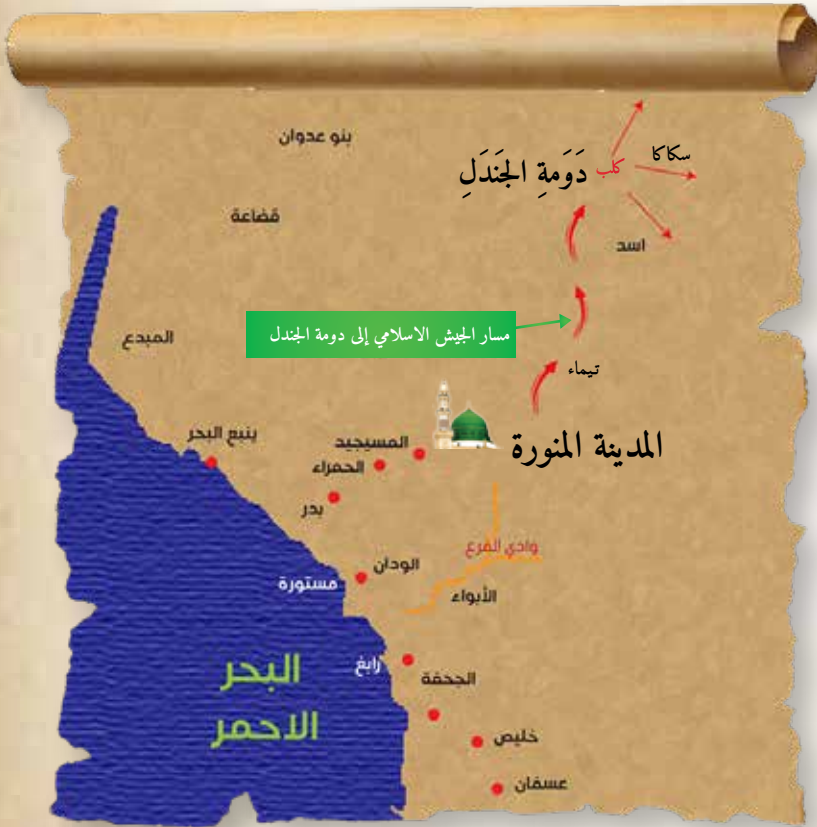 بنو عدوان
سكاكا
كلب
دَوَمةِ الجَندَلِ
قضاعة
اسد
مسار الجيش الاسلامي إلى دومة الجندل
المبدع
تيماء
المدينة المنورة
ينبع البحر
المسيجيد
الحمراء
بدر
وادي الفرع
الودان
مستورة
الأبواء
رابغ
الجحفة
البحر
الاحمر
خليص
عسفان